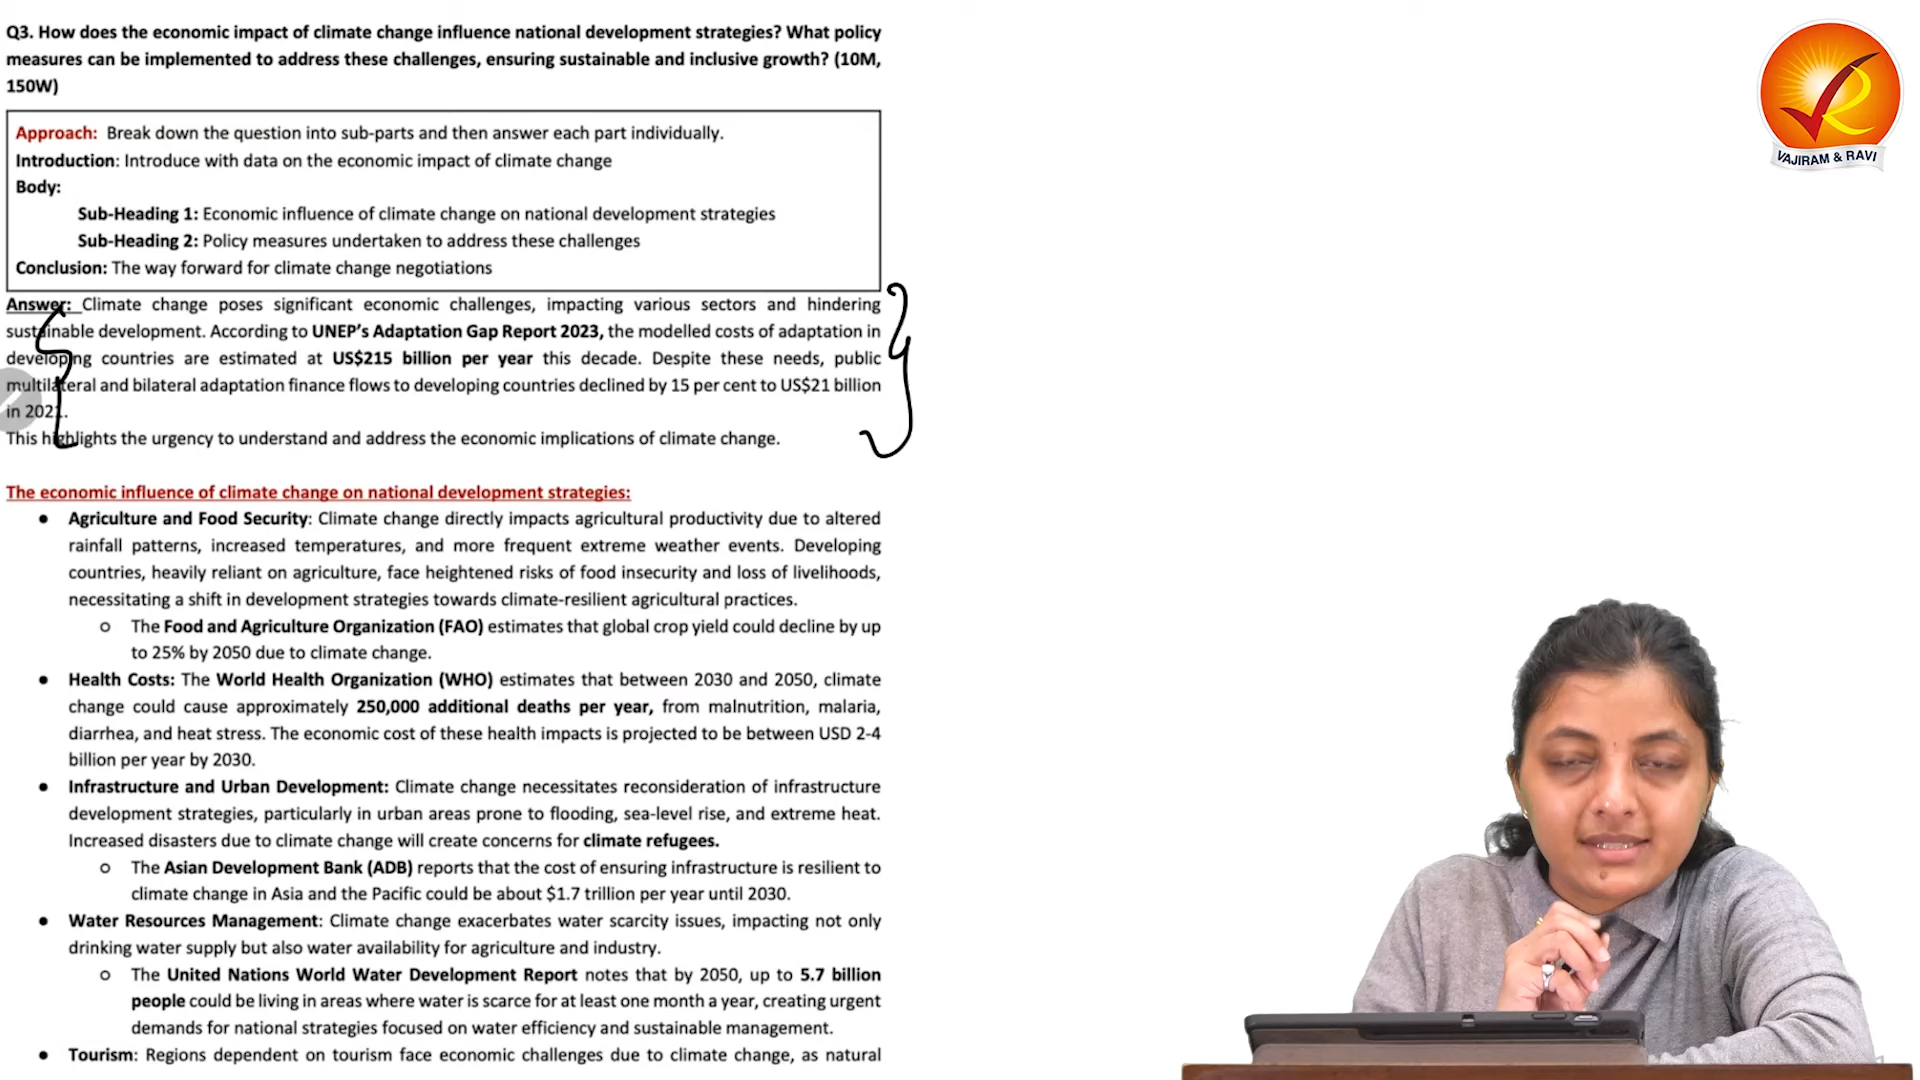 Q3. How does the economic impact of climate change influence national development strategies? What policy
measures can be implemented to address these challenges, ensuring sustainable and inclusive growth? (10M,
150W)
Approach: Break down the question into sub-parts and then answer each part individually.
Introduction: Introduce with data on the economic impact of climate change
Body:
Sub-Heading 1: Economic influence of climate change on national development strategies
Sub-Heading 2: Policy measures undertaken to address these challenges
Conclusion: The way forward for climate change negotiations
Answer: Climate change poses significant economic challenges, impacting various sectors and hindering
sustainable development. According to UNEP's Adaptation Gap Report 2023, the modelled costs of adaptation in
developing countries are estimated at US$215 billion per year this decade. Despite these needs, public
multilateral and bilateral adaptation finance flows to developing countries declined by 15 per cent to US$21 billion
in 2021.
This highlights the urgency to understand and address the economic implications of climate change.
The economic influence of climate change on national development strategies:
● Agriculture and Food Security: Climate change directly impacts agricultural productivity due to altered
rainfall patterns, increased temperatures, and more frequent extreme weather events. Developing
countries, heavily reliant on agriculture, face heightened risks of food insecurity and loss of livelihoods,
necessitating a shift in development strategies towards climate-resilient agricultural practices.
○ The Food and Agriculture Organization (FAO) estimates that global crop yield could decline by up
to 25% by 2050 due to climate change.
● Health Costs: The World Health Organization (WHO) estimates that between 2030 and 2050, climate
change could cause approximately 250,000 additional deaths per year, from malnutrition, malaria,
diarrhea, and heat stress. The economic cost of these health impacts is projected to be between USD 2-4
billion per year by 2030.
● Infrastructure and Urban Development: Climate change necessitates reconsideration of infrastructure
development strategies, particularly in urban areas prone to flooding, sea-level rise, and extreme heat.
Increased disasters due to climate change will create concerns for climate refugees.
○ The Asian Development Bank (ADB) reports that the cost of ensuring infrastructure is resilient to
climate change in Asia and the Pacific could be about $1.7 trillion per year until 2030.
● Water Resources Management: Climate change exacerbates water scarcity issues, impacting not only
drinking water supply but also water availability for agriculture and industry.
○ The United Nations World Water Development Report notes that by 2050, up to 5.7 billion
people could be living in areas where water is scarce for at least one month a year, creating urgent
demands for national strategies focused on water efficiency and sustainable management.
● Tourism: Regions dependent on tourism face economic challenges due to climate change, as natural
VAJIRAM & RAVI